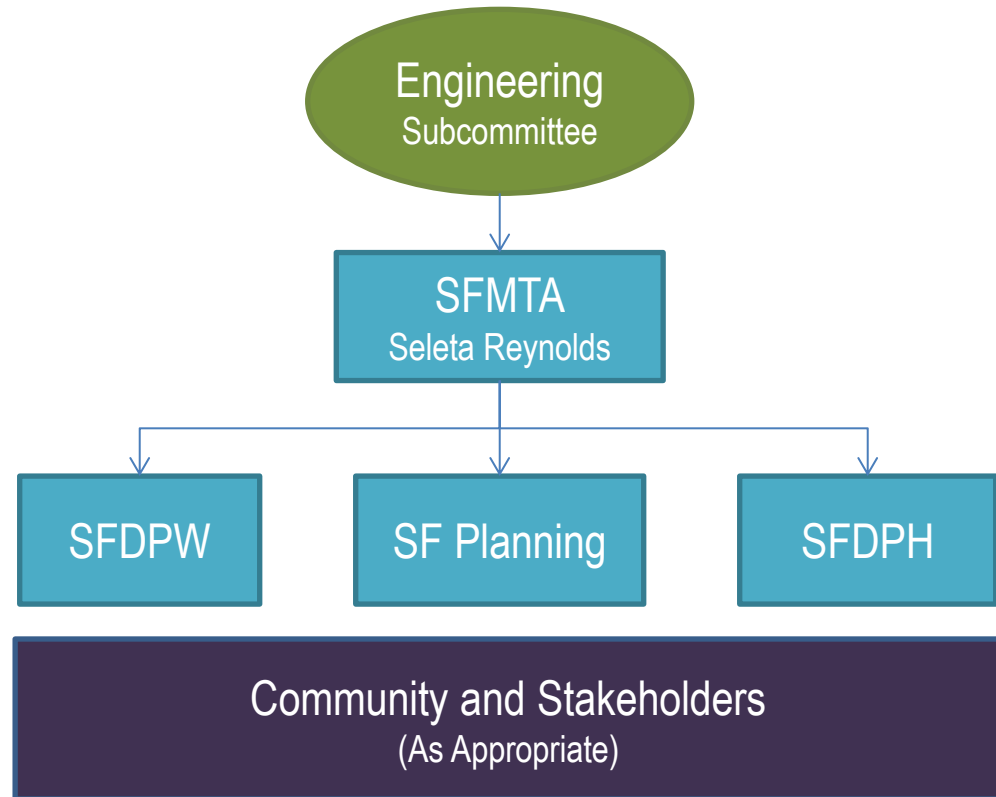 Engineering
Subcommittee
SFMTA
Seleta Reynolds
SFDPW
SF Planning
SFDPH
Community and Stakeholders
(As Appropriate)